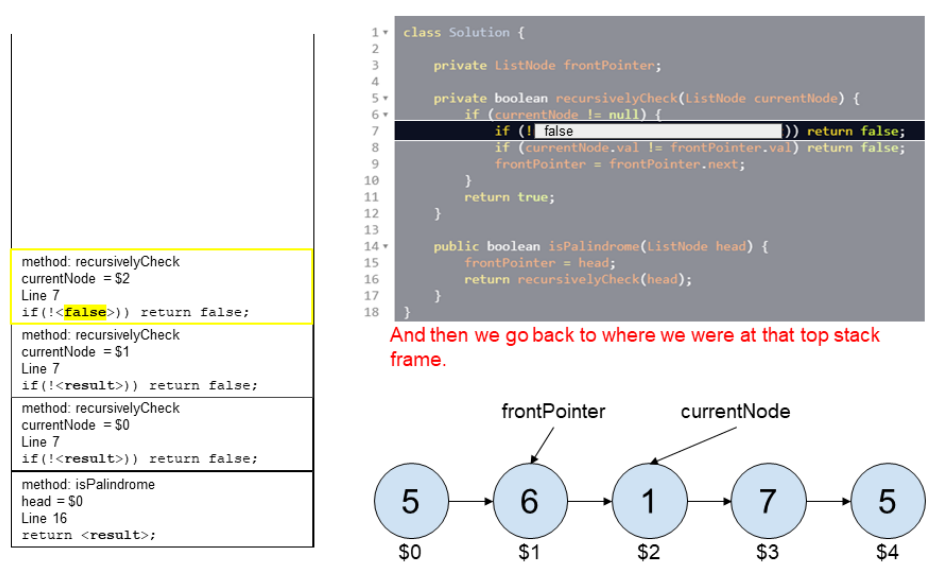 method: recursivelyCheck
currentNode = $2
Line 7
if(!<false>)) return false;
method: recursivelyCheck
currentNode = $1
Line 7
if(!<result>)) return false;
method: recursivelyCheck
currentNode = $0
Line 7
if(!<result>)) return false;
method: isPalindrome
head = $0
Line 16
return <result>;
1 class Solution {
2
3 private ListNode frontPointer;
4
5 private boolean recursivelyCheck(ListNode currentNode) {
6 if (currentNode != null) {
7 if (! false )) return false;
8 if (currentNode.val != frontPointer.val) return false;
9 frontPointer = frontPointer.next;
10 }
11 return true;
12 }
13
14 public boolean isPalindrome(ListNode head) {
15 frontPointer = head;
16 return recursivelyCheck(head);
17 }
18 }
And then we go back to where we were at that top stack
frame.
frontPointer currentNode
5 6 1 7 5
$0 $1 $2 $3 $4